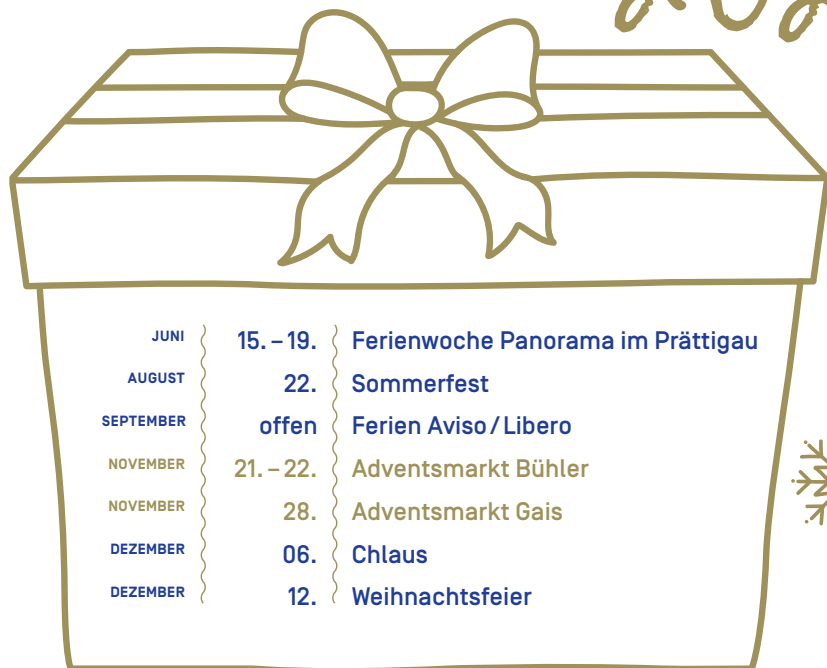 JUNI 15. – 19. Ferienwoche Panorama im Prättigau
AUGUST 22. Sommerfest
SEPTEMBER offen Ferien Aviso / Libero
NOVEMBER 21. – 22. Adventsmarkt Bühler
NOVEMBER 28. Adventsmarkt Gais
DEZEMBER 06. Chlaus
DEZEMBER 12. Weihnachtsfeier